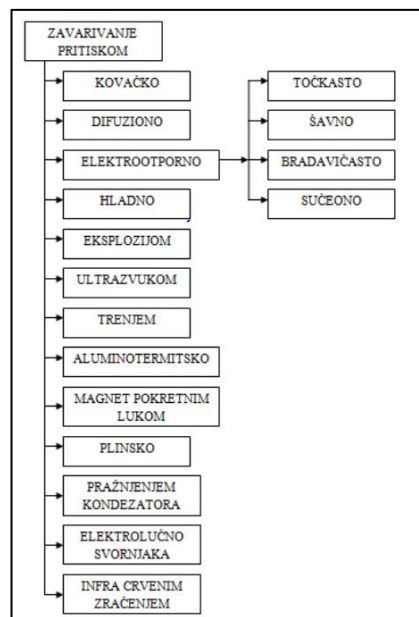 ZAVARIVANJE
PRITISKOM
KOVAČKO
DIFUZIONO
ELEKTROOTPORNO
HLADNO
EKSPLOZIJOM
ULTRAZVUKOM
TRENJEM
ALUMINOTERMITSKO
MAGNET POKRETNIM
LUKOM
PLINSKO
PRAŽNJENJEM
KONDEZATORA
ELEKTROLUČNO
SVORNJAKA
INFRA CRVENIM
ZRAČENJEM
TOČKASTO
ŠAVNO
BRADAVIČASTO
SUČEONO